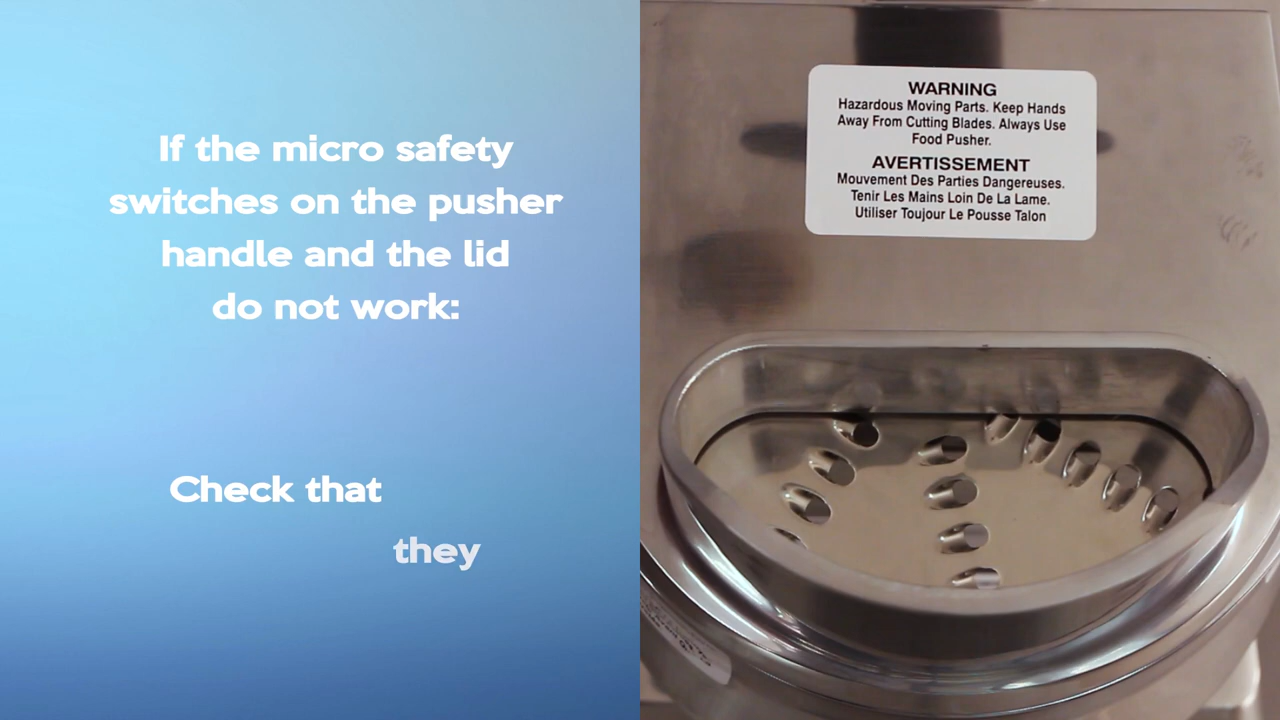 If the micro safety
switches on the pusher
handle and the lid
do not work:
Check that
they
WARNING
Hazardous Moving Parts. Keep Hands
Away From Cutting Blades. Always Use
Food Pusher.
AVERTISSEMENT
Mouvement Des Parties Dangereuses.
Tenir Les Mains Loin De La Lame.
Utiliser Toujour Le Pousse Talon